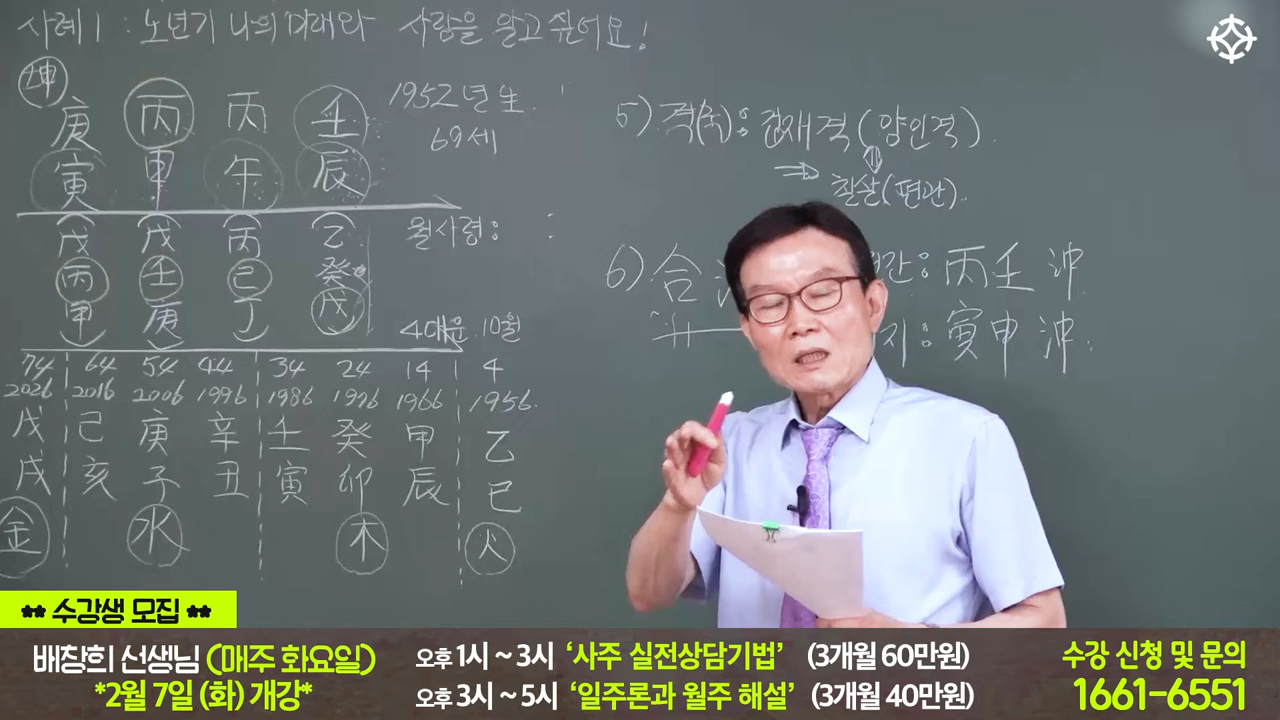 사례 1 : 노년기 나의 미래와 사람을 알고 싶어요!
坤
庚 丙 丙 壬
寅 申 午 辰
1952년生.
69세
戊 戊 丙 乙
丙 壬 己 癸
甲 庚 丁 戊
월사령 :
4대운 10월
74 64 54 44 34 24 14 4
2026 2016 2006 1996 1986 1976 1966 1956.
戊 己 庚 辛 壬 癸 甲 乙
戌 亥 子 丑 寅 卯 辰 巳
金 水 木 火
5) 격(局) : 겁재격 (양인격).
⇒ 칠살(편관).
6) 合
간 : 丙壬 沖.
지 : 寅申 沖.
** 수강생 모집 **
배창희 선생님 (매주 화요일)
*2월 7일 (화) 개강*
오후 1시 ~ 3시 ‘사주 실전상담기법’ (3개월 60만원)
오후 3시 ~ 5시 ‘일주론과 월주 해설’ (3개월 40만원)
수강 신청 및 문의
1661-6551